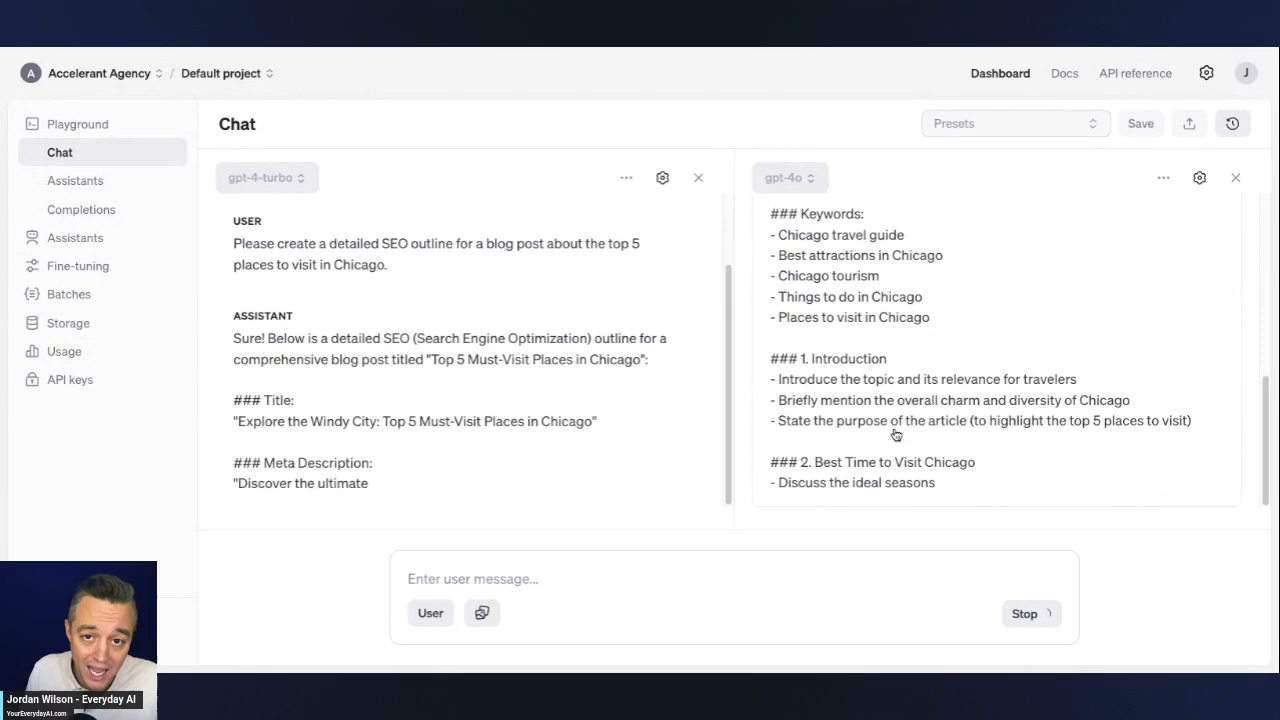 A Accelerant Agency / Default project
Dashboard Docs API reference J
Playground
Chat
Assistants
Completions
Assistants
Fine-tuning
Batches
Storage
Usage
API keys
Chat
Presets Save
gpt-4-turbo
USER
Please create a detailed SEO outline for a blog post about the top 5
places to visit in Chicago.
ASSISTANT
Sure! Below is a detailed SEO (Search Engine Optimization) outline for a
comprehensive blog post titled "Top 5 Must-Visit Places in Chicago":
### Title:
"Explore the Windy City: Top 5 Must-Visit Places in Chicago"
### Meta Description:
"Discover the ultimate
gpt-4o
### Keywords:
- Chicago travel guide
- Best attractions in Chicago
- Chicago tourism
- Things to do in Chicago
- Places to visit in Chicago
### 1. Introduction
- Introduce the topic and its relevance for travelers
- Briefly mention the overall charm and diversity of Chicago
- State the purpose of the article (to highlight the top 5 places to visit)
### 2. Best Time to Visit Chicago
- Discuss the ideal seasons
Enter user message...
User
Stop
Jordan Wilson - Everyday AI
YourEverydayAI.com